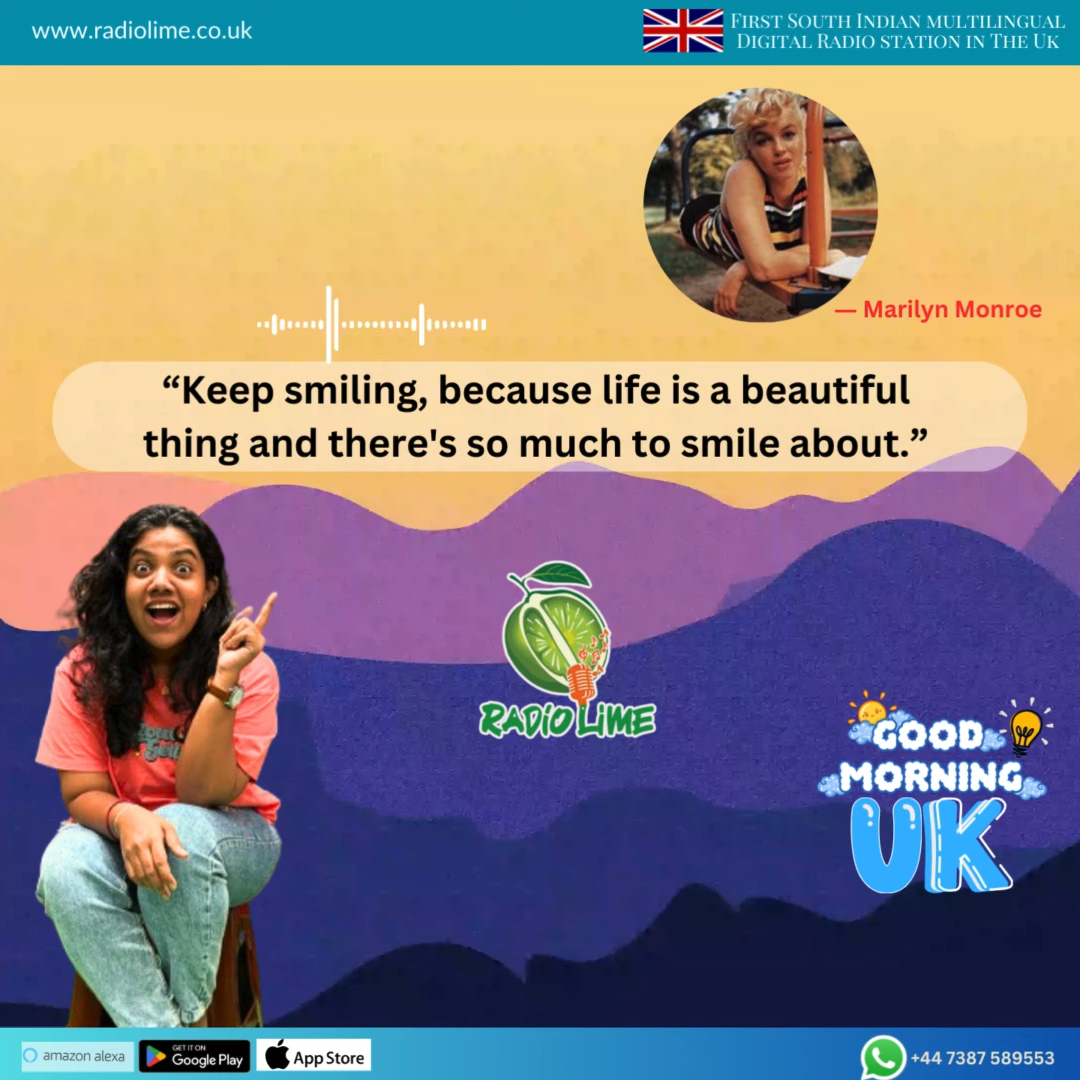 www.radiolime.co.uk
First South Indian multilingual
Digital Radio station in The Uk
— Marilyn Monroe
“Keep smiling, because life is a beautiful
thing and there's so much to smile about.”
RADIO LIME
GOOD
MORNING
UK
amazon alexa
GET IT ON
Google Play
App Store
+44 7387 589553